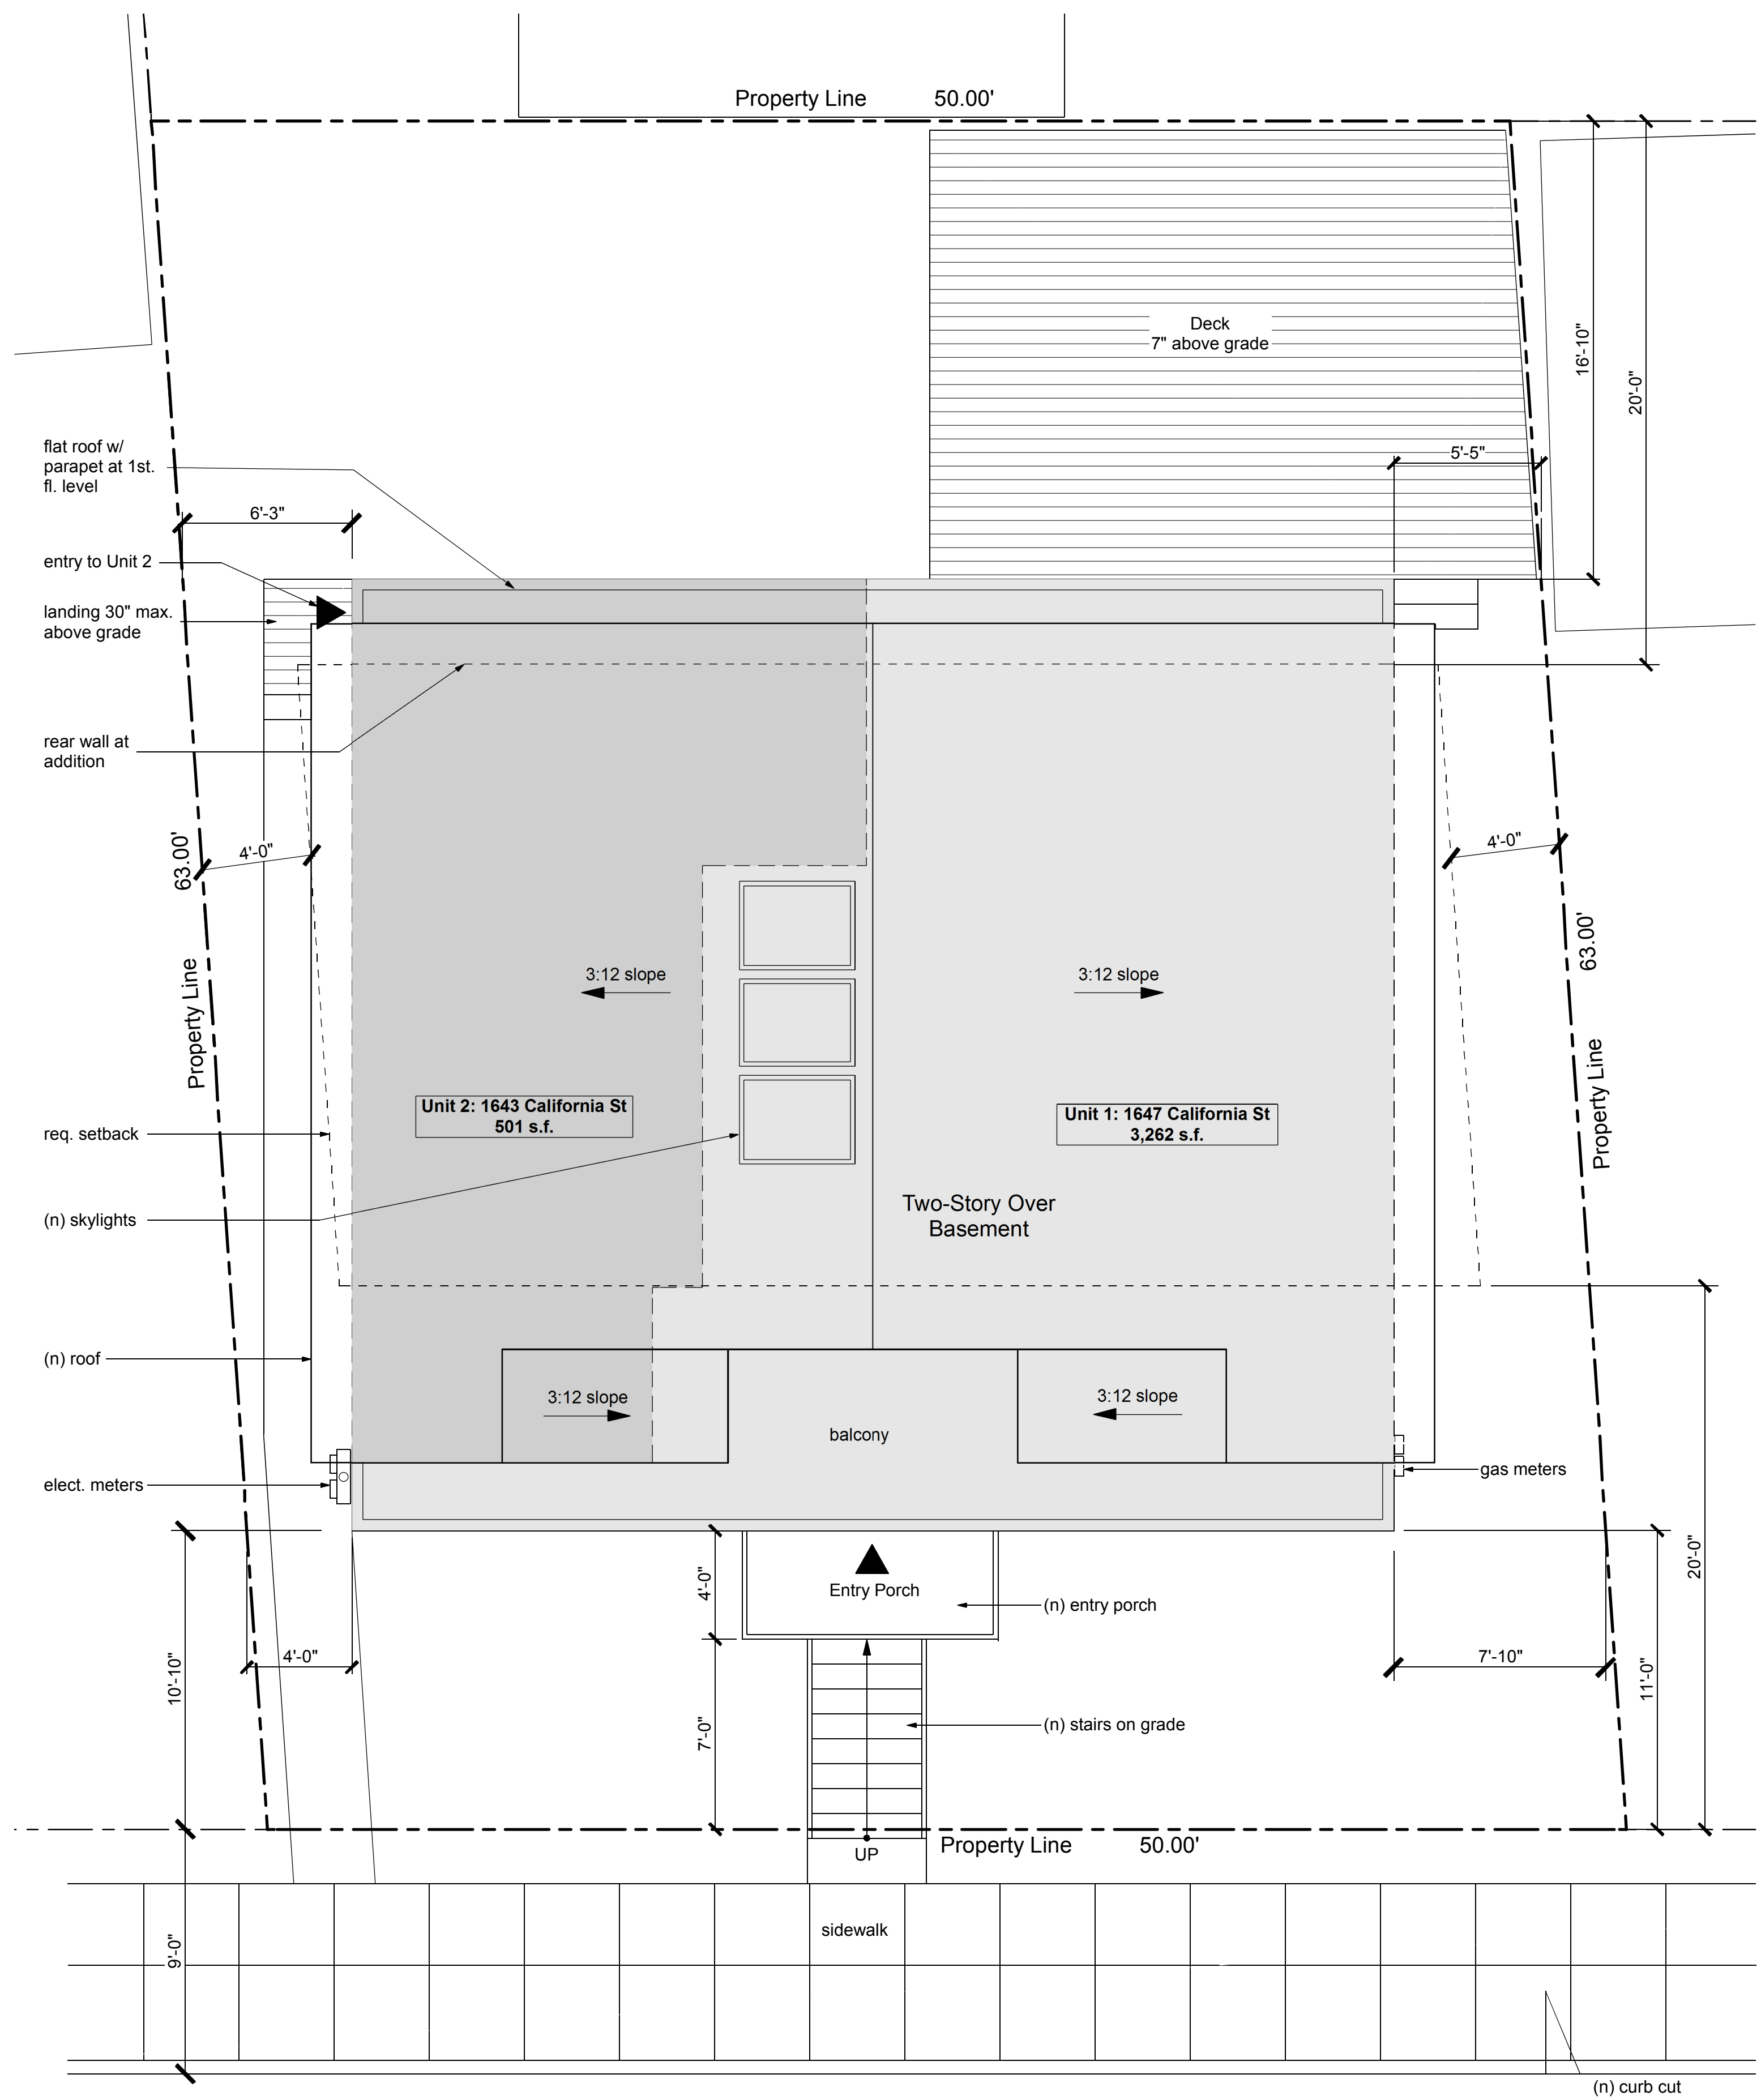 Property Line 50.00'
Deck
7" above grade
16'-10"
20'-0"
5'-5"
flat roof w/
parapet at 1st.
fl. level
6'-3"
entry to Unit 2
landing 30" max.
above grade
rear wall at
addition
63.00'
4'-0"
4'-0"
63.00'
Property Line
Property Line
3:12 slope
3:12 slope
Unit 2: 1643 California St
501 s.f.
Unit 1: 1647 California St
3,262 s.f.
req. setback
(n) skylights
Two-Story Over
Basement
(n) roof
3:12 slope
3:12 slope
balcony
elect. meters
gas meters
4'-0"
Entry Porch
(n) entry porch
20'-0"
10'-10"
4'-0"
7'-10"
11'-0"
7'-0"
(n) stairs on grade
UP
Property Line 50.00'
sidewalk
9'-0"
(n) curb cut